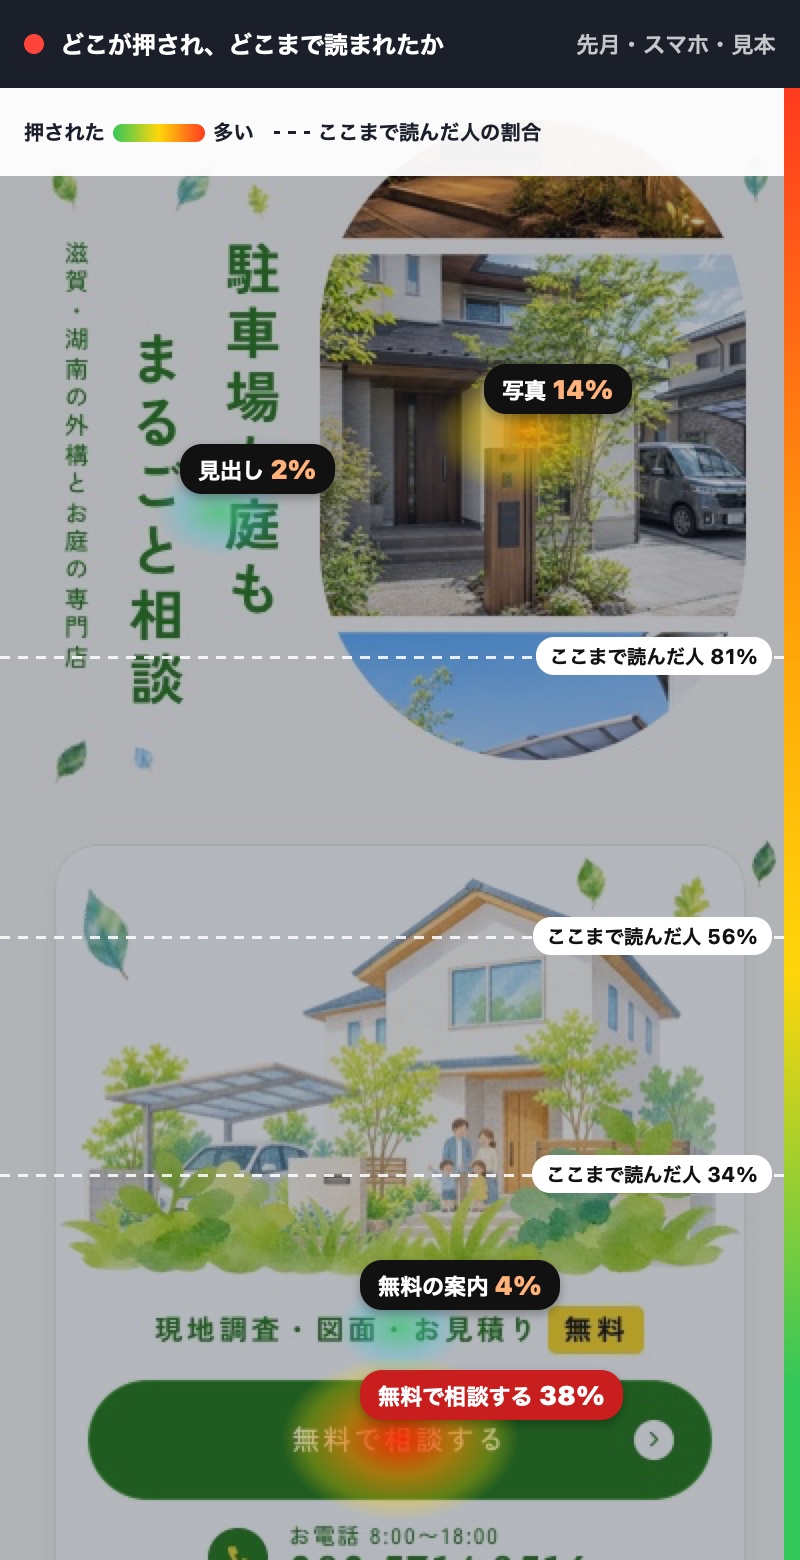 どこが押され、どこまで読まれたか
先月・スマホ・見本
押された 多い --- ここまで読んだ人の割合
駐車場 庭も
まるごと相談
滋賀・湖南の外構とお庭の専門店
写真 14%
見出し 2%
ここまで読んだ人 81%
ここまで読んだ人 56%
ここまで読んだ人 34%
無料の案内 4%
現地調査・図面・お見積り 無料
無料で相談する 38%
無料で相談する
お電話 8:00〜18:00